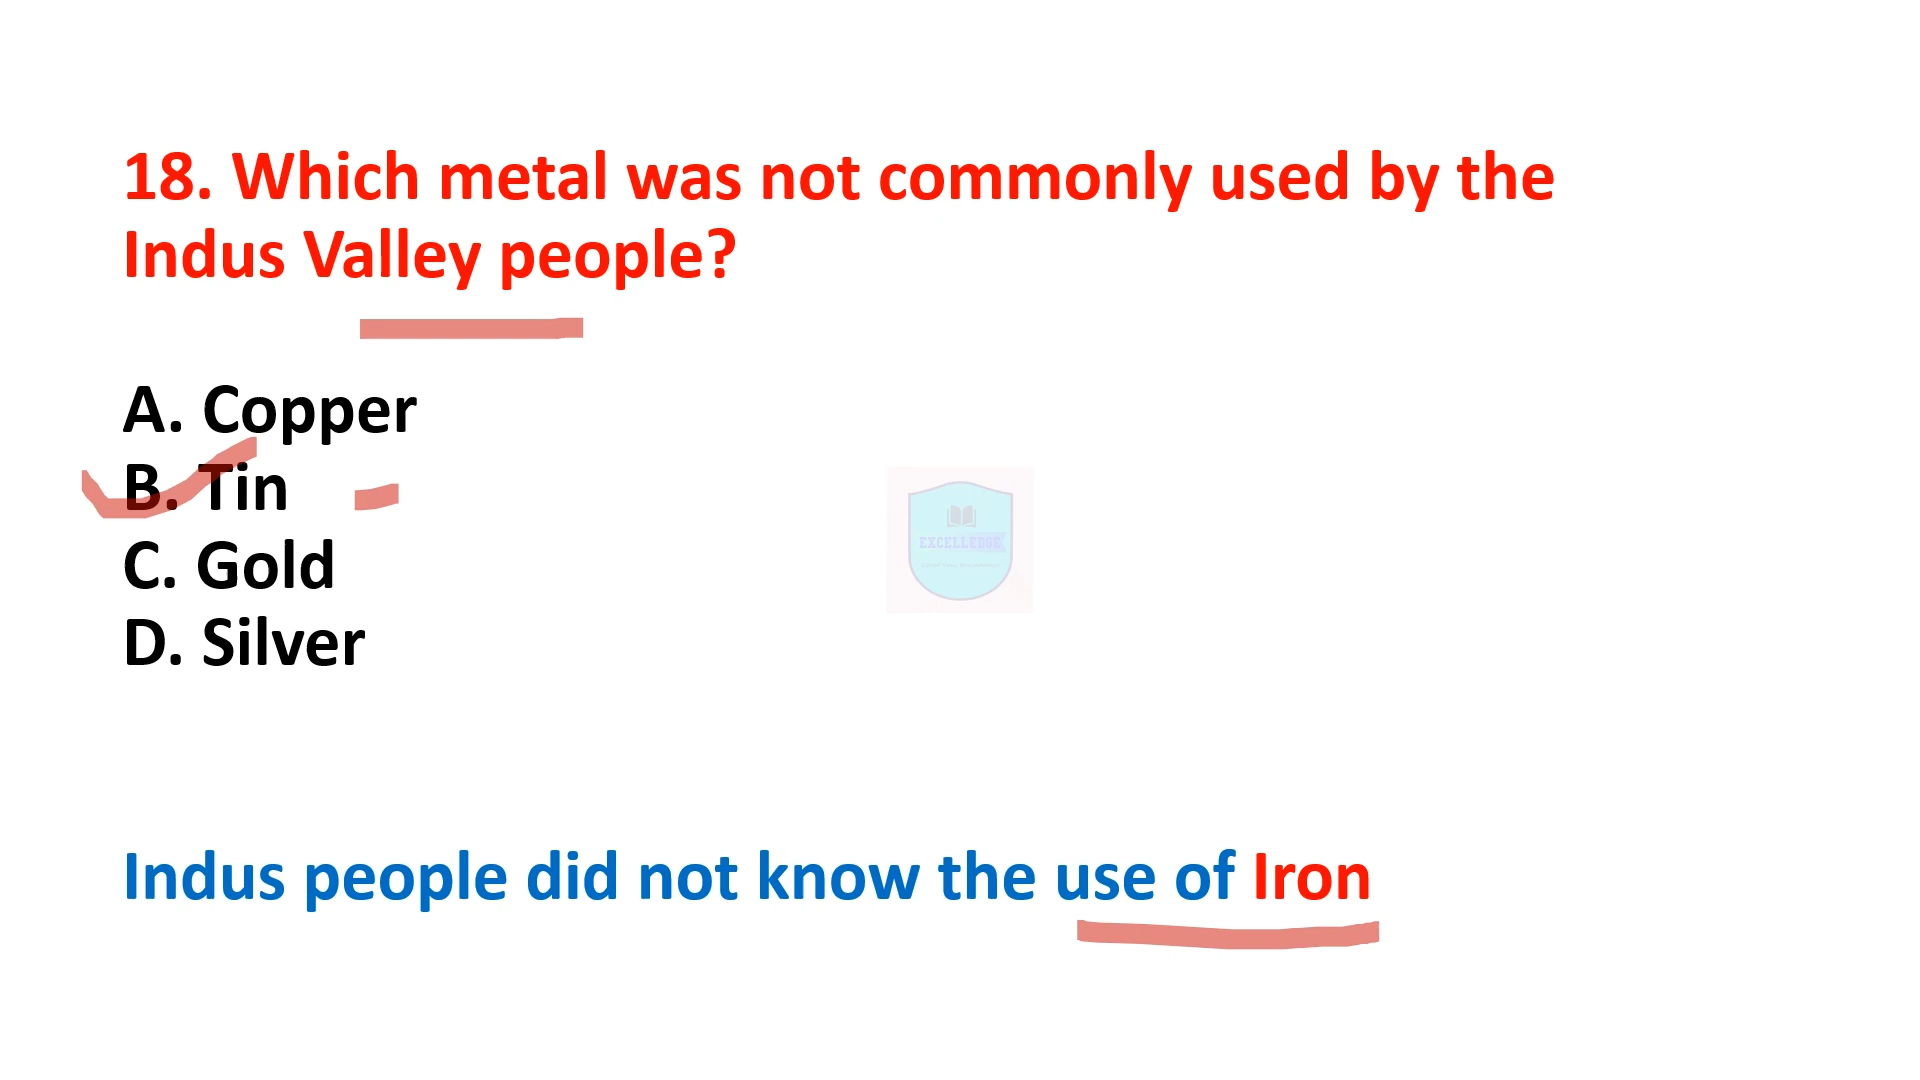 18. Which metal was not commonly used by the
Indus Valley people?
A. Copper
B. Tin
C. Gold
D. Silver
EXCELLEDGE
Indus people did not know the use of Iron